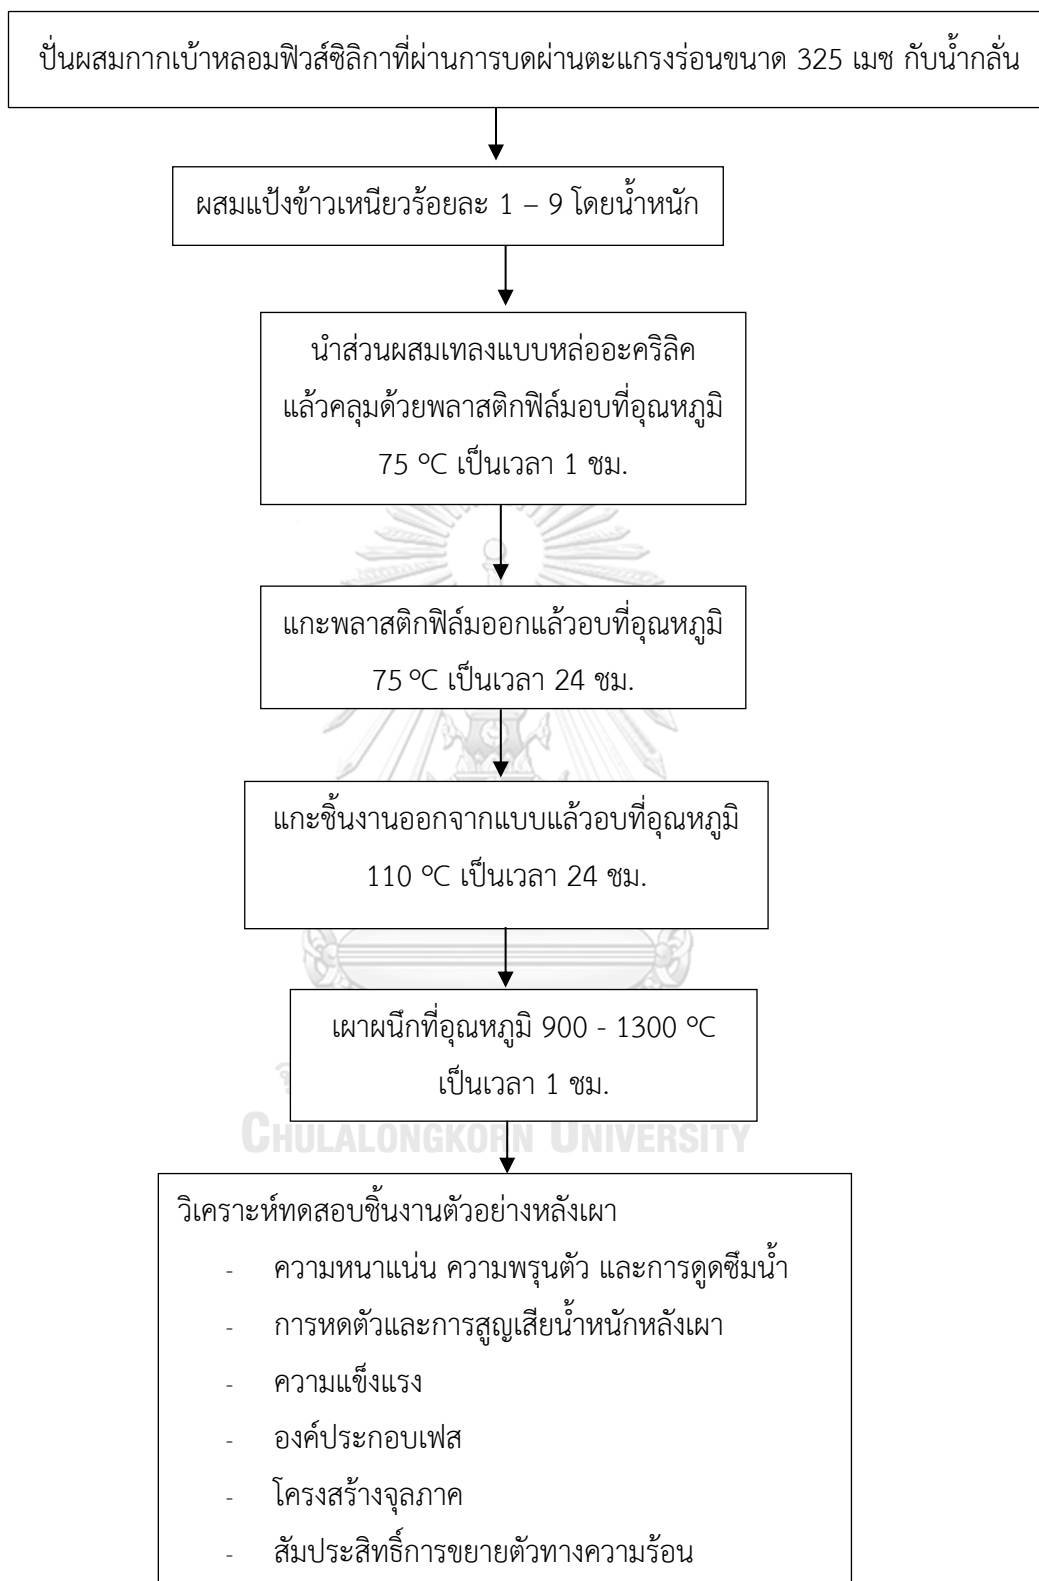 ปั่นผสมกากเบ้าหลอมฟิวส์ซิลิกาที่ผ่านการบดผ่านตะแกรงร่อนขนาด 325 เมช กับน้ำกลั่น
ผสมแป้งข้าวเหนียวร้อยละ 1 – 9 โดยน้ำหนัก
นำส่วนผสมเทลงแบบหล่ออะคริลิค
แล้วคลุมด้วยพลาสติกฟิล์มอบที่อุณหภูมิ
75 °C เป็นเวลา 1 ชม.
แกะพลาสติกฟิล์มออกแล้วอบที่อุณหภูมิ
75 °C เป็นเวลา 24 ชม.
แกะชิ้นงานออกจากแบบแล้วอบที่อุณหภูมิ
110 °C เป็นเวลา 24 ชม.
เผาผนึกที่อุณหภูมิ 900 - 1300 °C
เป็นเวลา 1 ชม.
CHULALONGKORN UNIVERSITY
วิเคราะห์ทดสอบชิ้นงานตัวอย่างหลังเผา
- ความหนาแน่น ความพรุนตัว และการดูดซึมน้ำ
- การหดตัวและการสูญเสียน้ำหนักหลังเผา
- ความแข็งแรง
- องค์ประกอบเฟส
- โครงสร้างจุลภาค
- สัมประสิทธิ์การขยายตัวทางความร้อน